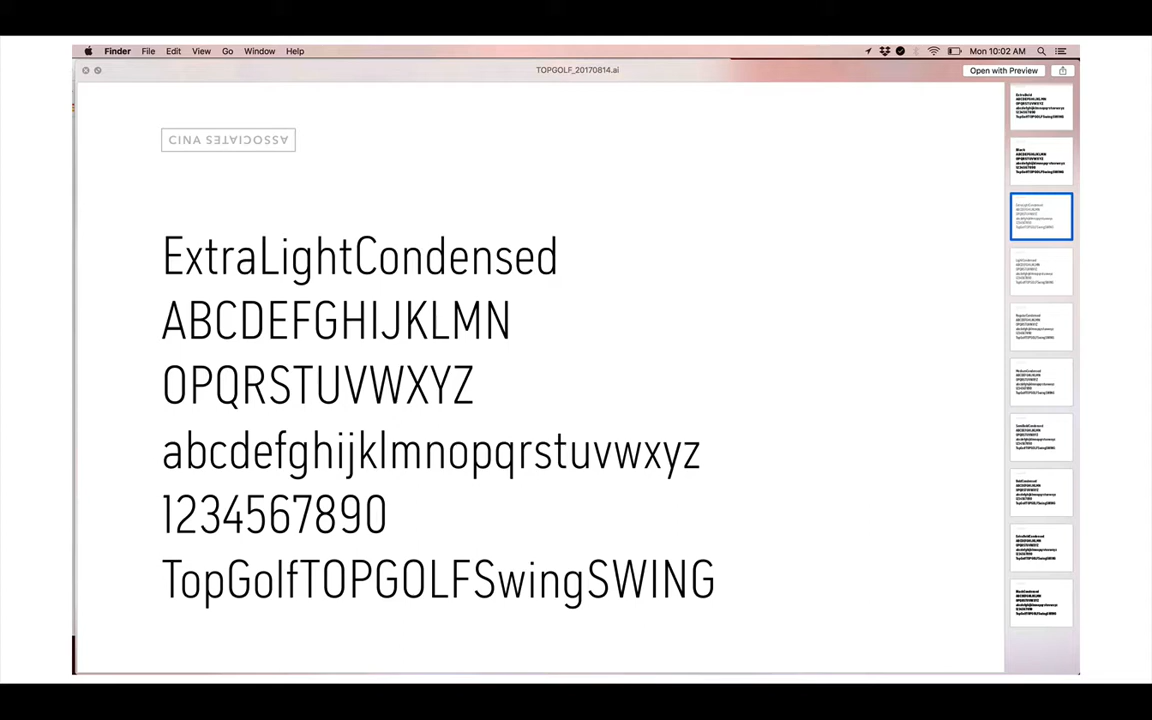 Finder File Edit View Go Window Help Mon 10:02 AM
TOPGOLF_20170814.ai
Open with Preview
CINA ASSOCIATES
ExtraLightCondensed
ABCDEFGHIJKLMN
OPQRSTUVWXYZ
abcdefghijklmnopqrstuvwxyz
1234567890
TopGolfTOPGOLFSwingSWING